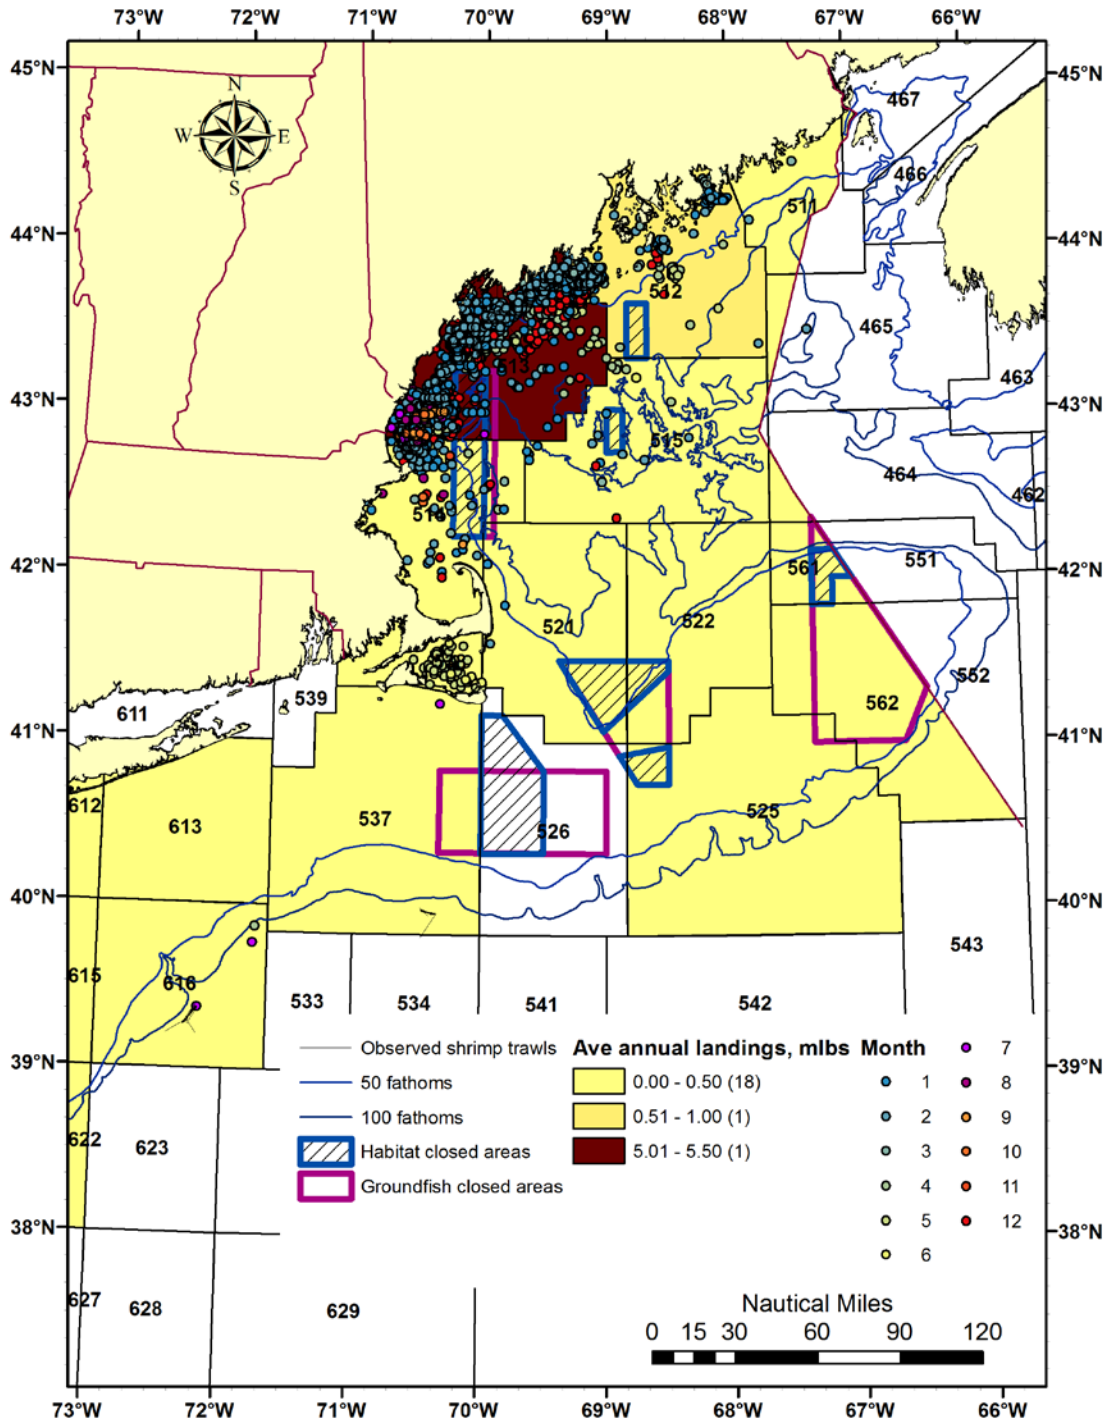 73°W 72°W 71°W 70°W 69°W 68°W 67°W 66°W
45°N 45°N
N
W E
S
467
466
44°N 511 44°N
512
465
513
463
43°N 43°N
515
464
462
514
42°N 561 551 42°N
521 522
552
539
562
611
41°N 41°N
612
613 537 526 525
40°N 40°N
543
615
616
533 534 541 542
39°N 39°N
Observed shrimp trawls
50 fathoms
100 fathoms
Habitat closed areas
Groundfish closed areas
Ave annual landings, mlbs
0.00 - 0.50 (18)
0.51 - 1.00 (1)
5.01 - 5.50 (1)
Month
1
2
3
4
5
6
7
8
9
10
11
12
622
623
38°N 38°N
627
628
629
Nautical Miles
0 15 30 60 90 120
73°W 72°W 71°W 70°W 69°W 68°W 67°W 66°W